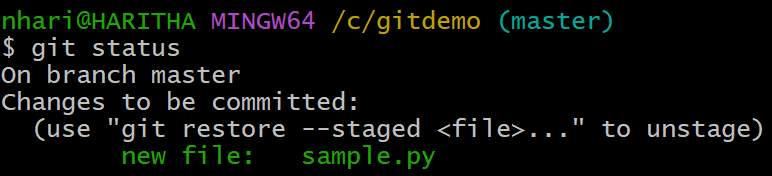 nhari@HARITHA MINGW64 /c/gitdemo (master)
$ git status
On branch master
Changes to be committed:
  (use "git restore --staged <file>..." to unstage)
        new file:   sample.py